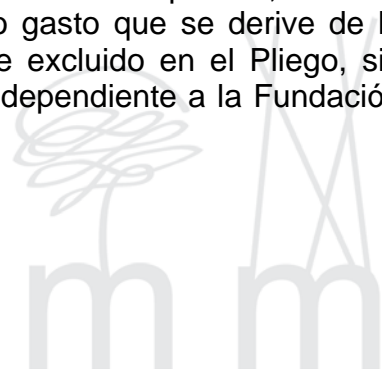 o gasto que se derive de l
e excluido en el Pliego, si
dependiente a la Fundació
m m